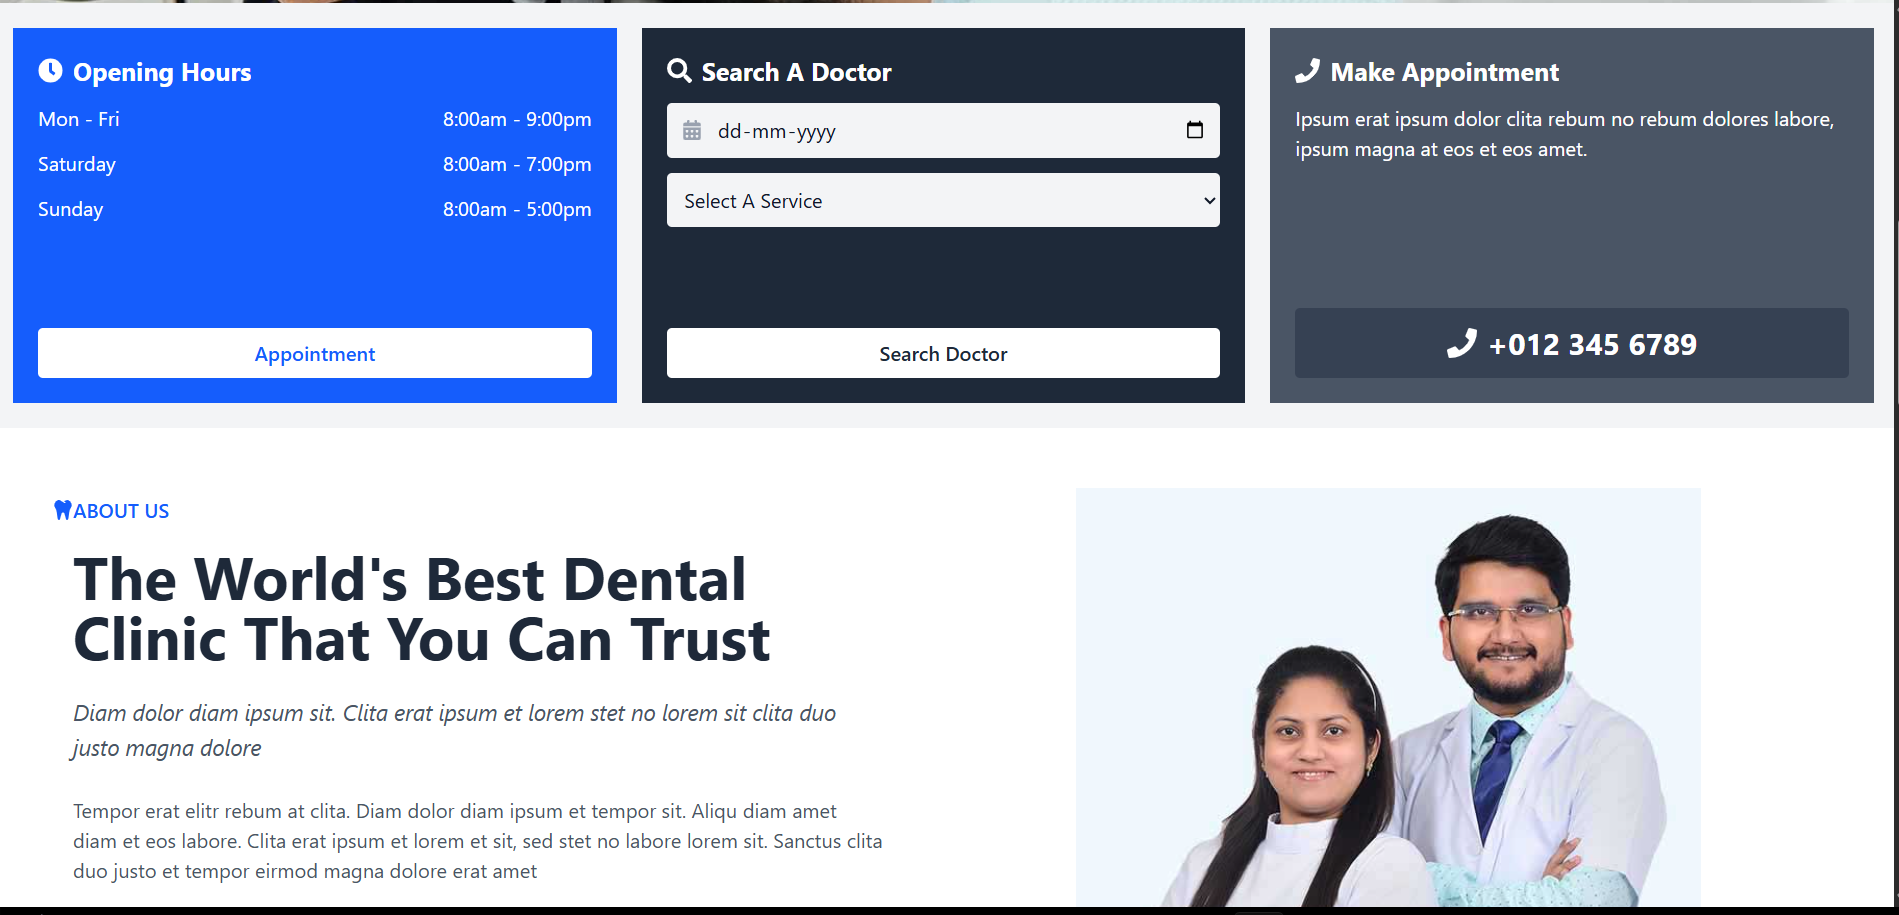 Opening Hours
Mon - Fri 8:00am - 9:00pm
Saturday 8:00am - 7:00pm
Sunday 8:00am - 5:00pm
Appointment
Search A Doctor
dd-mm-yyyy
Select A Service
Search Doctor
Make Appointment
Ipsum erat ipsum dolor clita rebum no rebum dolores labore,
ipsum magna at eos et eos amet.
+012 345 6789
ABOUT US
The World's Best Dental
Clinic That You Can Trust
Diam dolor diam ipsum sit. Clita erat ipsum et lorem stet no lorem sit clita duo
justo magna dolore
Tempor erat elitr rebum at clita. Diam dolor diam ipsum et tempor sit. Aliqu diam amet
diam et eos labore. Clita erat ipsum et lorem et sit, sed stet no labore lorem sit. Sanctus clita
duo justo et tempor eirmod magna dolore erat amet